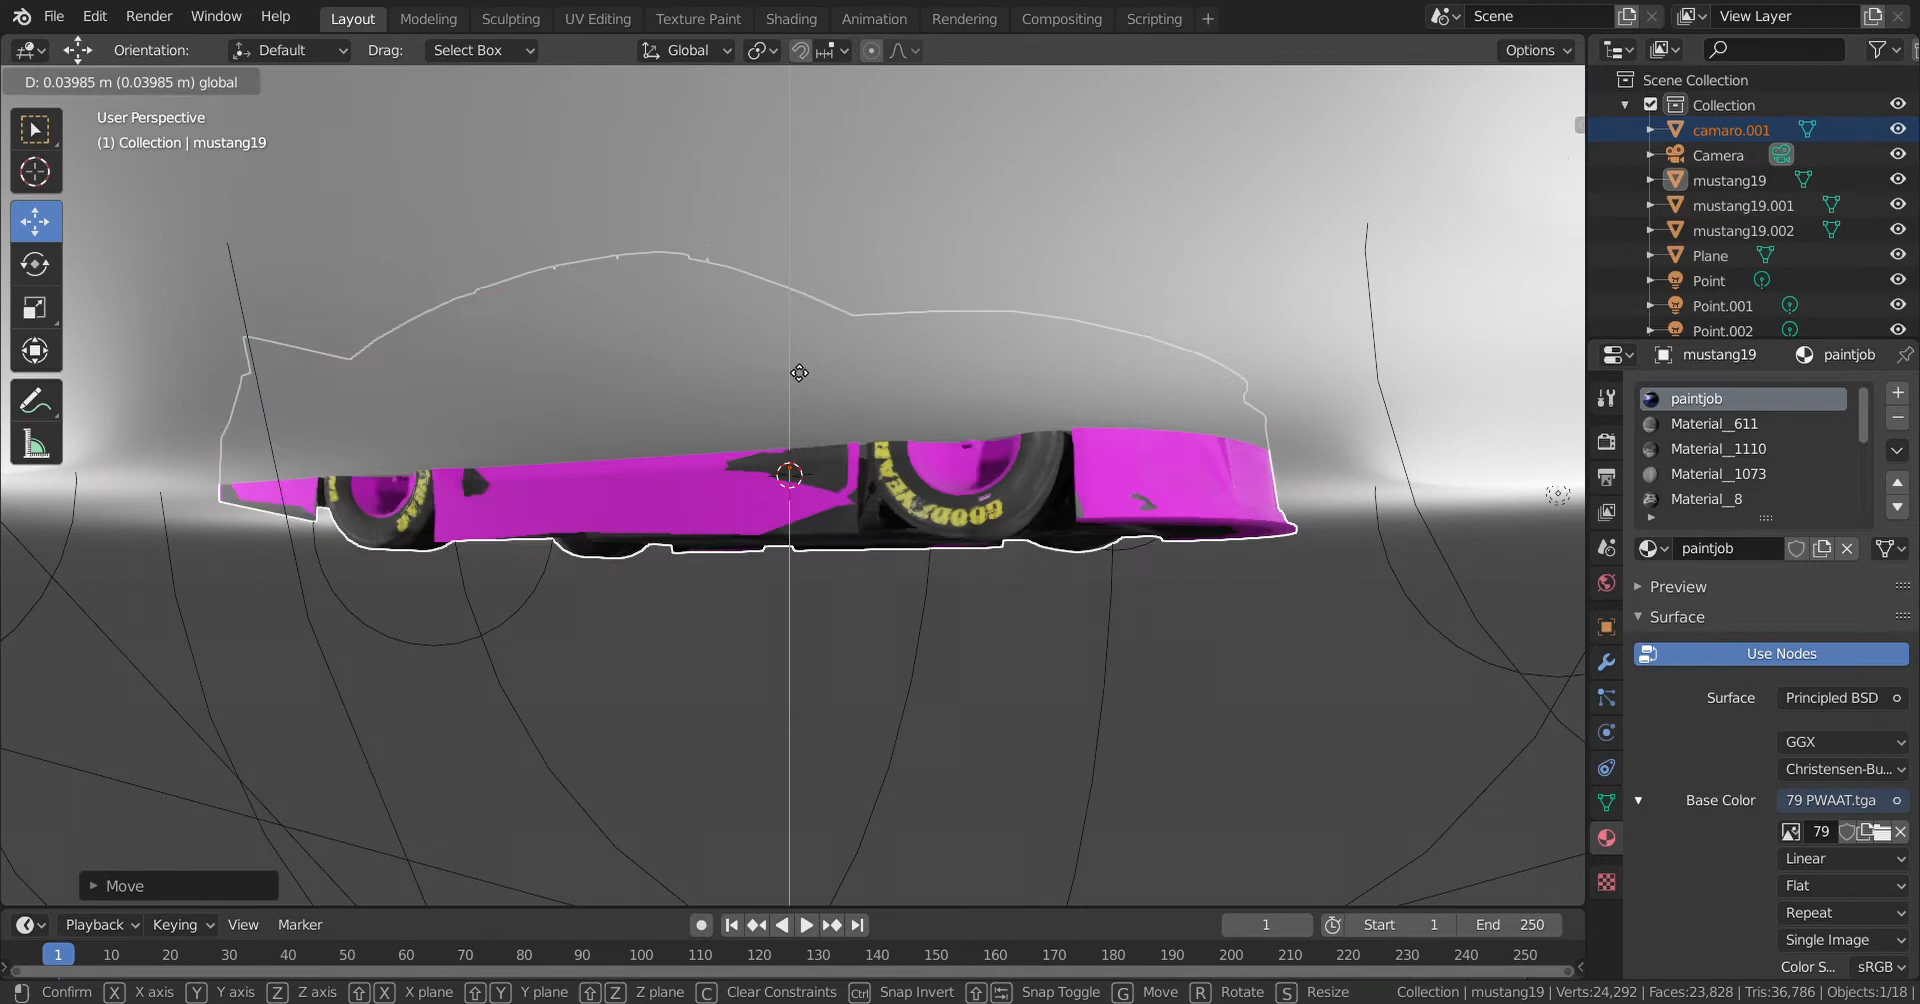 File Edit Render Window Help Layout Modeling Sculpting UV Editing Texture Paint Shading Animation Rendering Compositing Scripting + Scene View Layer
Orientation: Default Drag: Select Box Global Options
D: 0.03985 m (0.03985 m) global
User Perspective
(1) Collection | mustang19
Scene Collection
Collection
camaro.001
Camera
mustang19
mustang19.001
mustang19.002
Plane
Point
Point.001
Point.002
mustang19 paintjob
paintjob
Material__611
Material__1110
Material__1073
Material__8
paintjob
Preview
Surface
Use Nodes
Surface Principled BSD
GGX
Christensen-Bu...
Base Color 79 PWAAT.tga
79
Linear
Flat
Repeat
Single Image
Color S... sRGB
GOODYEAR
Move
Playback Keying View Marker 1 Start 1 End 250
1 10 20 30 40 50 60 70 80 90 100 110 120 130 140 150 160 170 180 190 200 210 220 230 240 250
Confirm X X axis Y Y axis Z Z axis X X plane Y Y plane Z Z plane C Clear Constraints Ctrl Snap Invert Snap Toggle G Move R Rotate S Resize Collection | mustang19 | Verts:24,292 | Faces:23,828 | Tris:36,786 | Objects:1/18